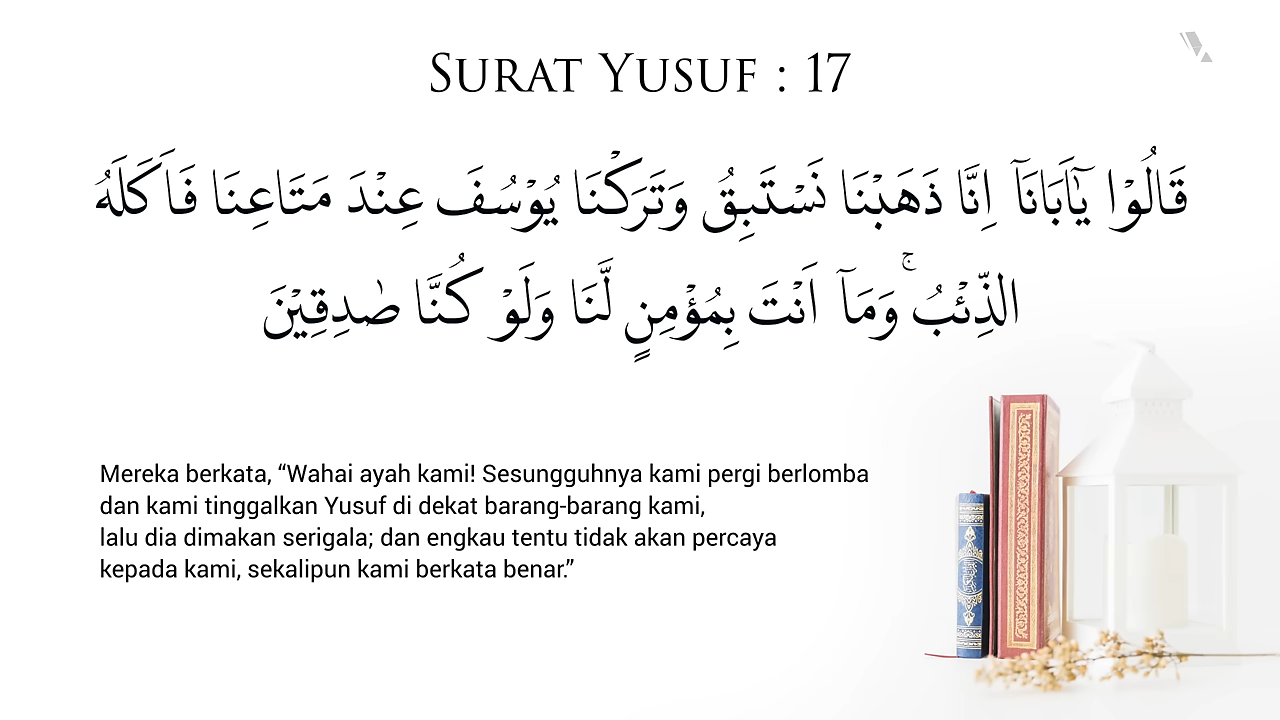 SURAT YUSUF : 17
قَالُوْا يٰٓاَبَانَآ اِنَّا ذَهَبْنَا نَسْتَبِقُ وَتَرَكْنَا يُوْسُفَ عِنْدَ مَتَاعِنَا فَاَكَلَهُ
الذِّئْبُۚ وَمَآ اَنْتَ بِمُؤْمِنٍ لَّنَا وَلَوْ كُنَّا صٰدِقِيْنَ
Mereka berkata, “Wahai ayah kami! Sesungguhnya kami pergi berlomba
dan kami tinggalkan Yusuf di dekat barang-barang kami,
lalu dia dimakan serigala; dan engkau tentu tidak akan percaya
kepada kami, sekalipun kami berkata benar.”